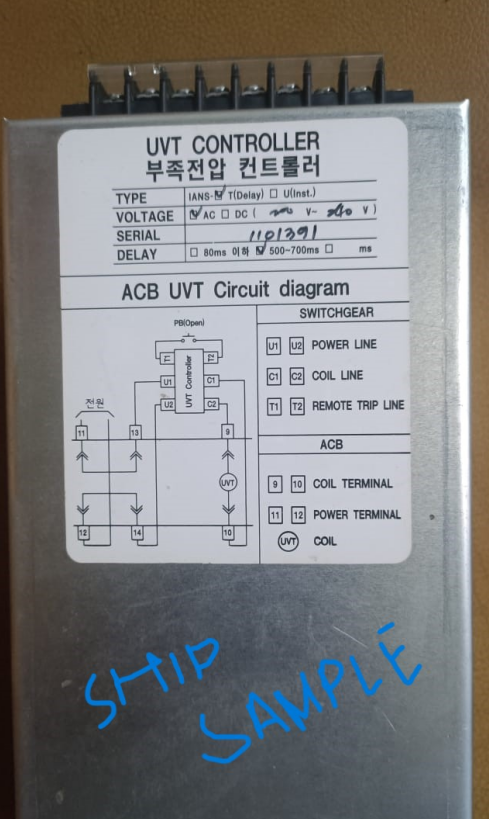 UVT CONTROLLER
부족전압 컨트롤러
TYPE IANS-☑ T(Delay) ☐ U(Inst.)
VOLTAGE ☑ AC ☐ DC ( V- V )
SERIAL 1101391
DELAY ☐ 80ms 이하 ☑ 500~700ms ☐ ms
ACB UVT Circuit diagram
PB(Open)
T1 T2
U1 C1
UVT Controller
U2 C2
전원
11 13 9
UVT
12 14 10
SWITCHGEAR
U1 U2 POWER LINE
C1 C2 COIL LINE
T1 T2 REMOTE TRIP LINE
ACB
9 10 COIL TERMINAL
11 12 POWER TERMINAL
UVT COIL
SHIP
SAMPLE